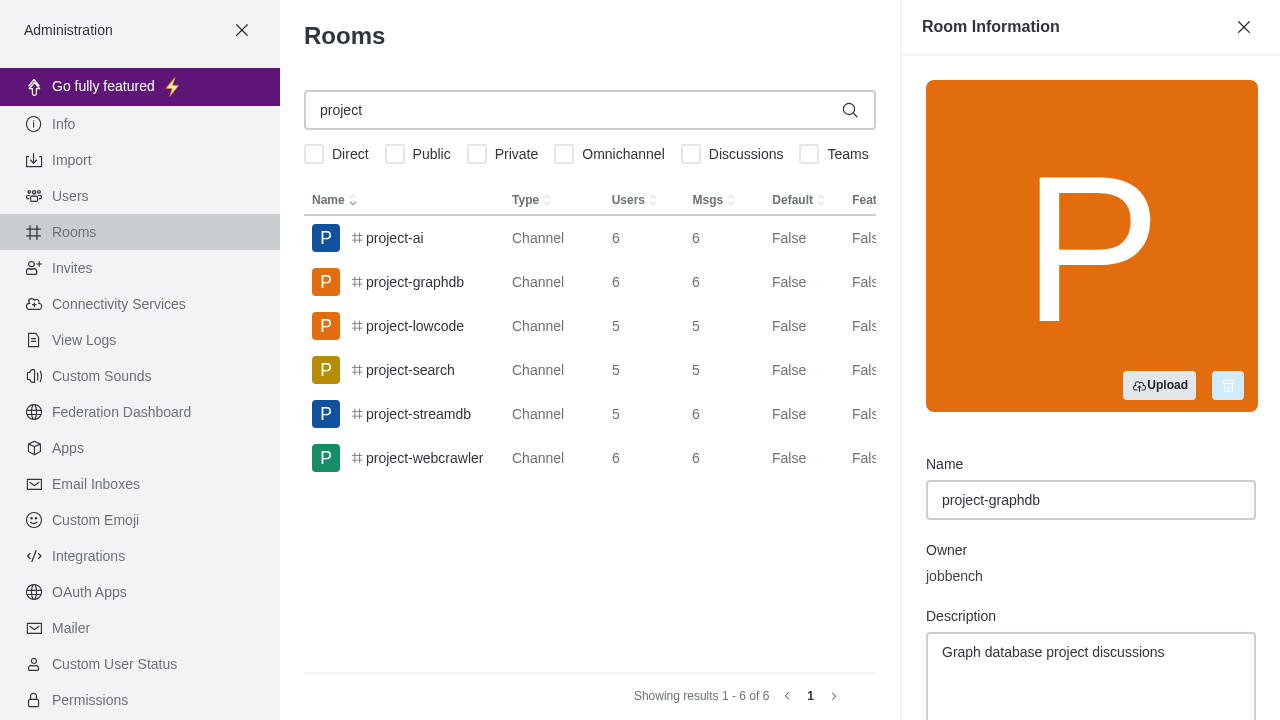 Administration
Go fully featured ⚡
Info
Import
Users
Rooms
Invites
Connectivity Services
View Logs
Custom Sounds
Federation Dashboard
Apps
Email Inboxes
Custom Emoji
Integrations
OAuth Apps
Mailer
Custom User Status
Permissions
Rooms
project
Direct Public Private Omnichannel Discussions Teams
Name Type Users Msgs Default Feat
P project-ai Channel 6 6 False Fals
P project-graphdb Channel 6 6 False Fals
P project-lowcode Channel 5 5 False Fals
P project-search Channel 5 5 False Fals
P project-streamdb Channel 5 6 False Fals
P project-webcrawler Channel 6 6 False Fals
Showing results 1 - 6 of 6 1
Room Information
P
Upload
Name
project-graphdb
Owner
jobbench
Description
Graph database project discussions